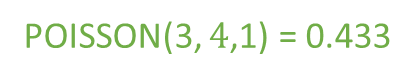 POISSON(3, 4,1) = 0.433